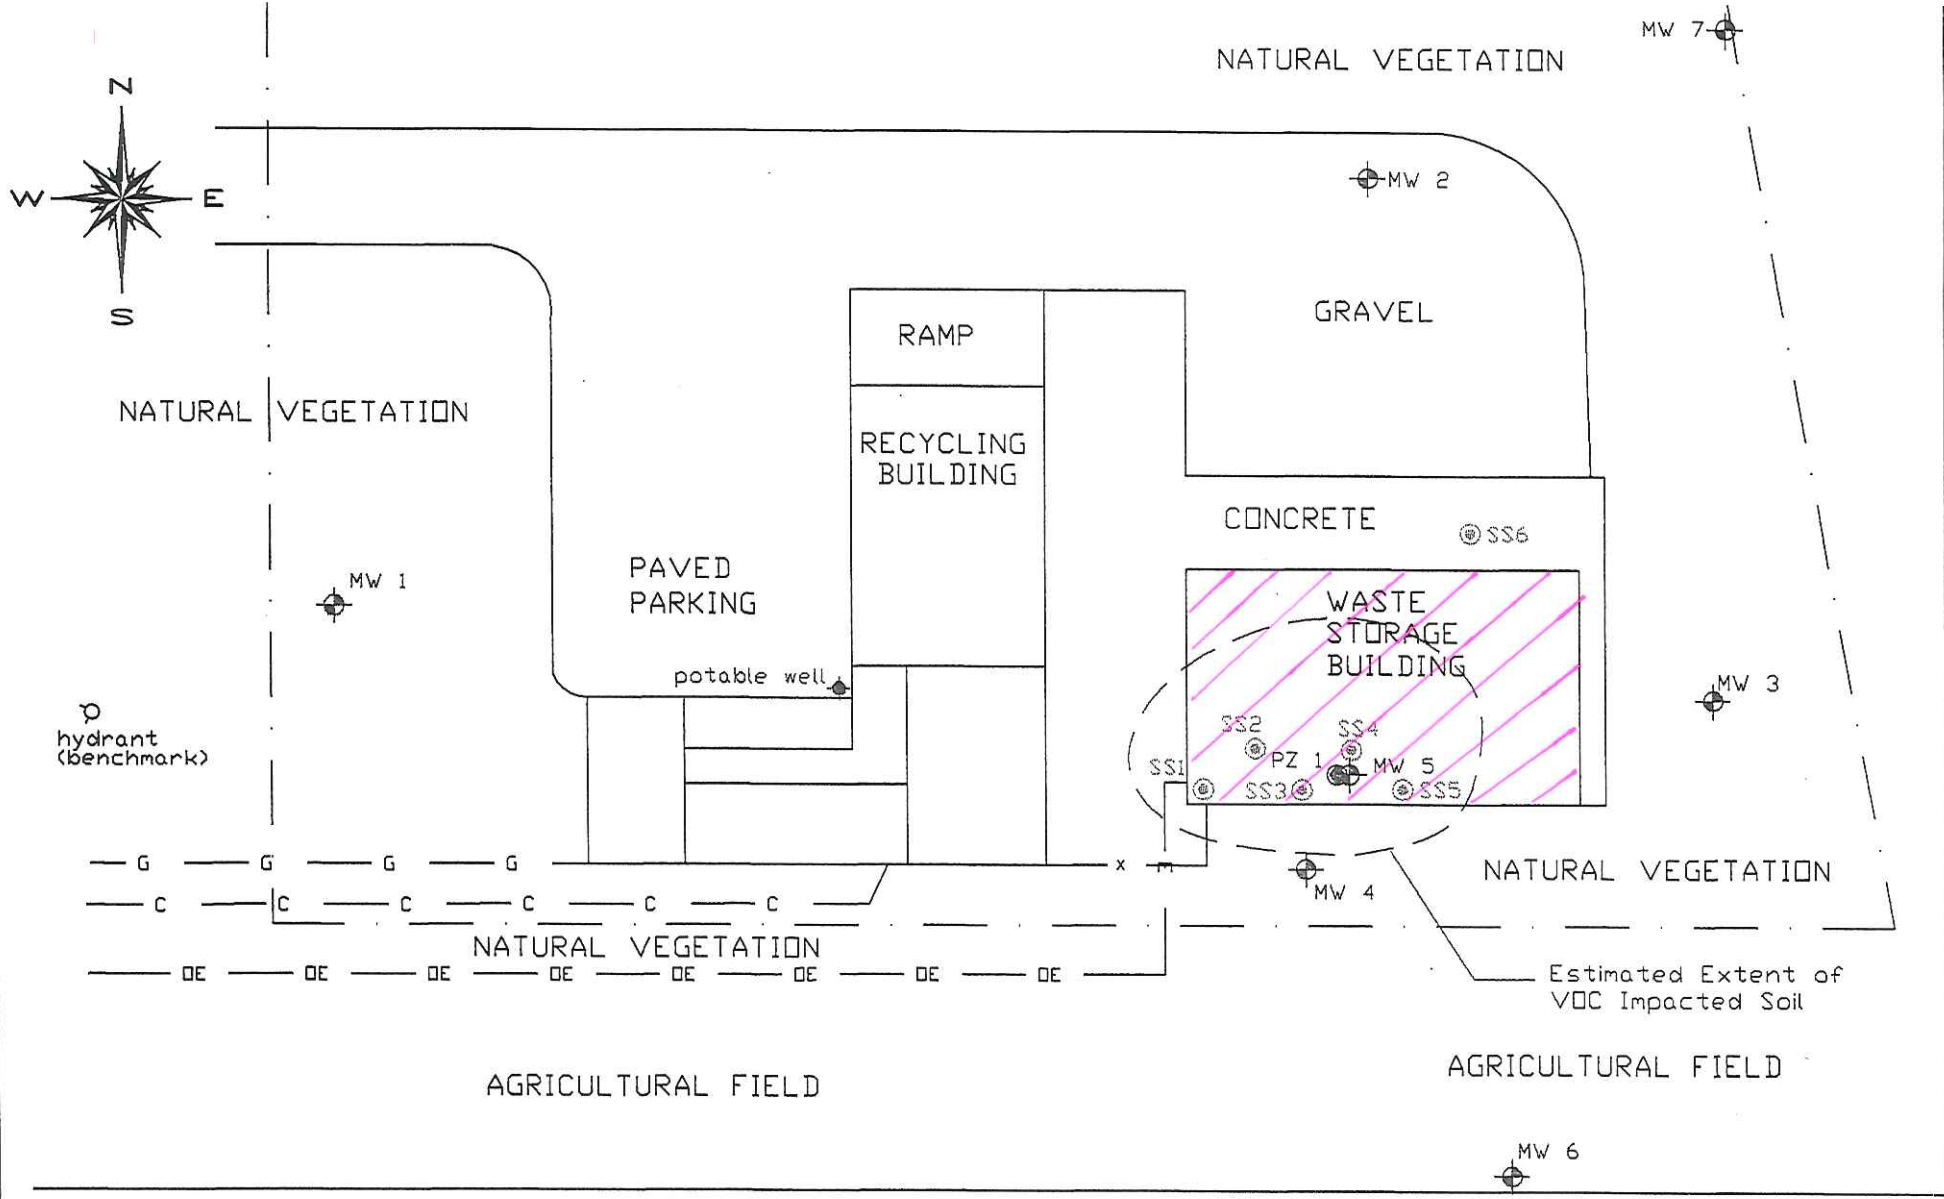 MW 7
NATURAL VEGETATION
N
MW 2
W E
GRAVEL
S
RAMP
NATURAL VEGETATION
RECYCLING
BUILDING
CONCRETE
SS6
PAVED
PARKING
MW 1
WASTE
STORAGE
BUILDING
potable well
MW 3
hydrant
(benchmark)
SS2
SS4
PZ 1
MW 5
SS1
SS3
SS5
G G G G
X
E
NATURAL VEGETATION
MW 4
C C C C C C
NATURAL VEGETATION
OE OE OE OE OE OE OE OE
Estimated Extent of
VOC Impacted Soil
AGRICULTURAL FIELD
AGRICULTURAL FIELD
MW 6